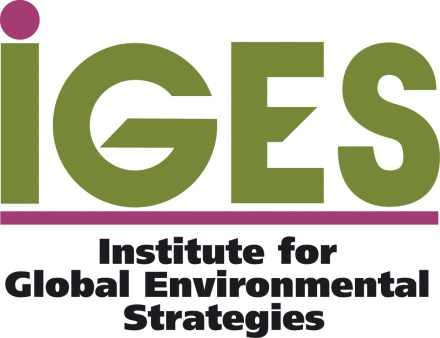 iGES
Institute for
Global Environmental
Strategies